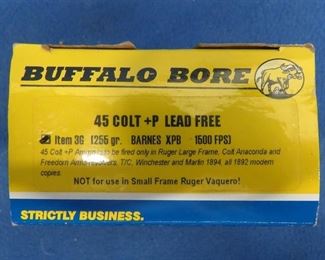 BUFFALO BORE
45 COLT +P LEAD FREE
Item 3G (255 gr. BARNES XPB 1500 FPS)
45 Colt +P Ammo is to be fired only in Ruger Large Frame, Colt Anaconda and
Freedom Arms revolvers, T/C, Winchester and Marlin 1894, all 1892 modern
copies.
NOT for use in Small Frame Ruger Vaquero!
STRICTLY BUSINESS.